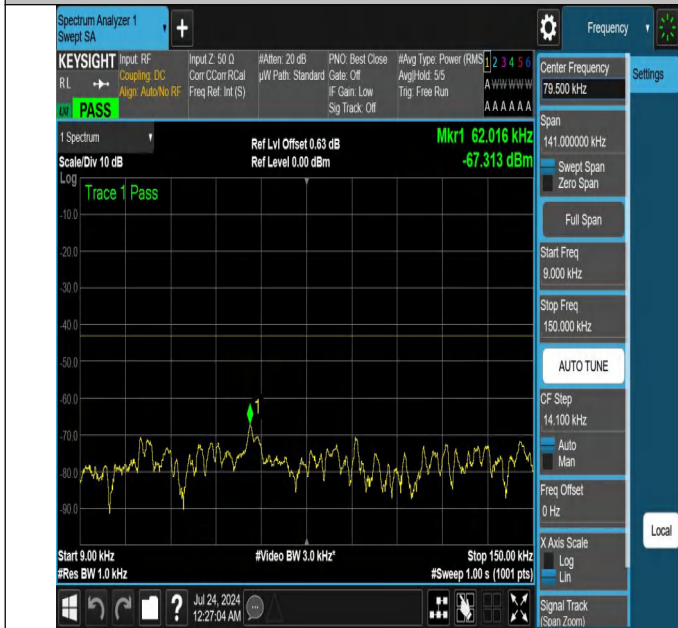 Spectrum Analyzer 1
Swept SA
+
Frequency
KEYSIGHT
RL
LXI
PASS
Input: RF
Coupling: DC
Align: Auto/No RF
Input Z: 50 Ω
Corr CCorr RCal
Freq Ref: Int (S)
#Atten: 20 dB
µW Path: Standard
PNO: Best Close
Gate: Off
IF Gain: Low
Sig Track: Off
#Avg Type: Power (RMS
Avg|Hold: 5/5
Trig: Free Run
1 2 3 4 5 6
A W W W W W
A A A A A A
1 Spectrum
Scale/Div 10 dB
Ref Lvl Offset 0.63 dB
Ref Level 0.00 dBm
Mkr1 62.016 kHz
-67.313 dBm
Log
Trace 1 Pass
-10.0
-20.0
-30.0
-40.0
-50.0
-60.0
-70.0
-80.0
-90.0
1
Start 9.00 kHz
#Res BW 1.0 kHz
#Video BW 3.0 kHz*
Stop 150.00 kHz
#Sweep 1.00 s (1001 pts)
?
Jul 24, 2024
12:27:04 AM
Center Frequency
79.500 kHz
Settings
Span
141.000000 kHz
Swept Span
Zero Span
Full Span
Start Freq
9.000 kHz
Stop Freq
150.000 kHz
AUTO TUNE
CF Step
14.100 kHz
Auto
Man
Freq Offset
0 Hz
X Axis Scale
Log
Lin
Local
Signal Track
(Span Zoom)